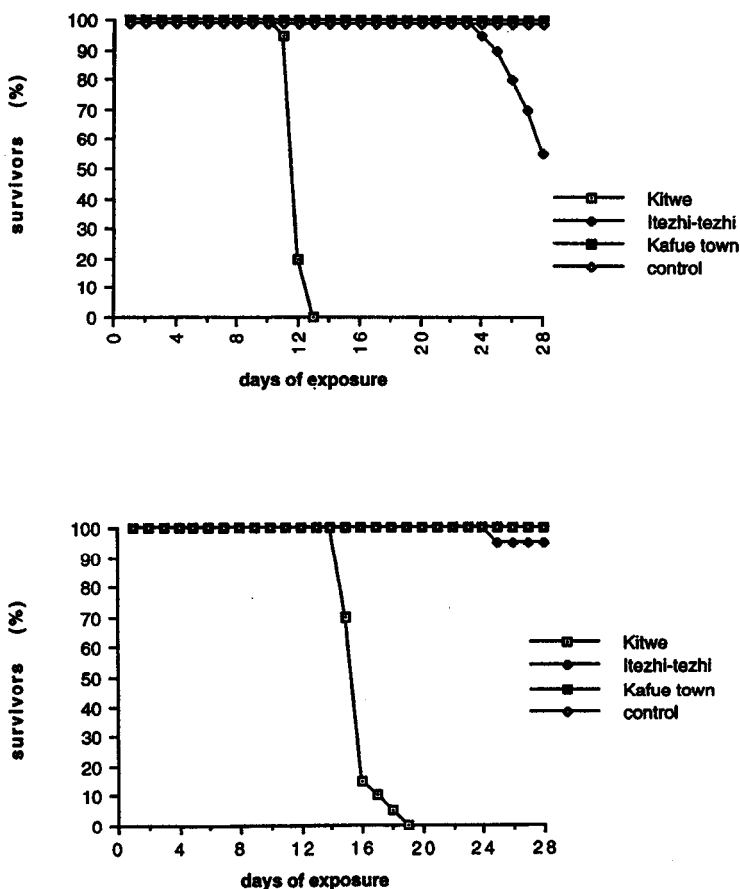 100
90
80
70
60
50
40
30
20
10
0
survivors (%)
0 4 8 12 16 20 24 28
days of exposure
Kitwe
Itezhi-tezhi
Kafue town
control
100
90
80
70
60
50
40
30
20
10
0
survivors (%)
0 4 8 12 16 20 24 28
days of exposure
Kitwe
Itezhi-tezhi
Kafue town
control